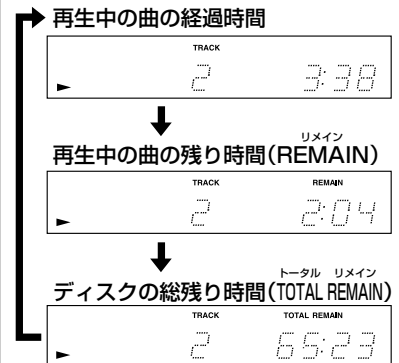 再生中の曲の経過時間
TRACK
2 3:38
リメイン
再生中の曲の残り時間(REMAIN)
TRACK REMAIN
2 2:04
トータル リメイン
ディスクの総残り時間(TOTAL REMAIN)
TRACK TOTAL REMAIN
2 65:23